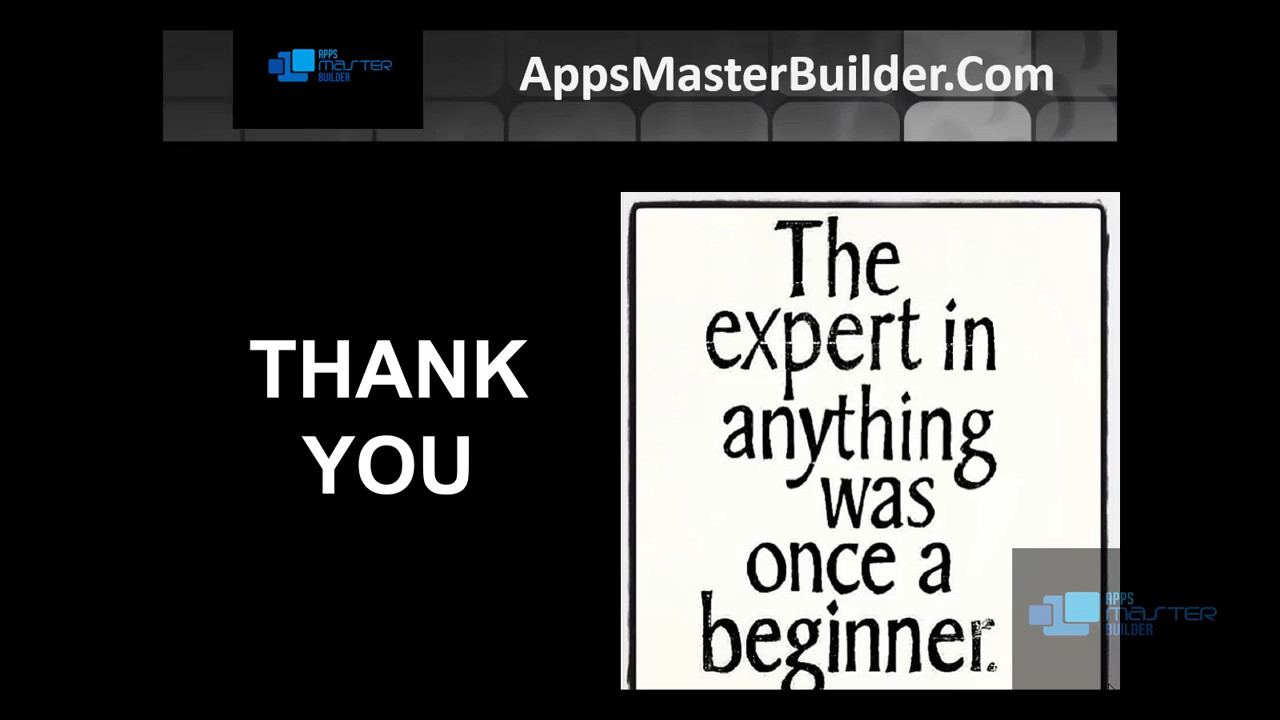 APPS
MASTER
BUILDER
AppsMasterBuilder.Com
THANK
YOU
The
expert in
anything
was
once a
beginner.
APPS
MASTER
BUILDER